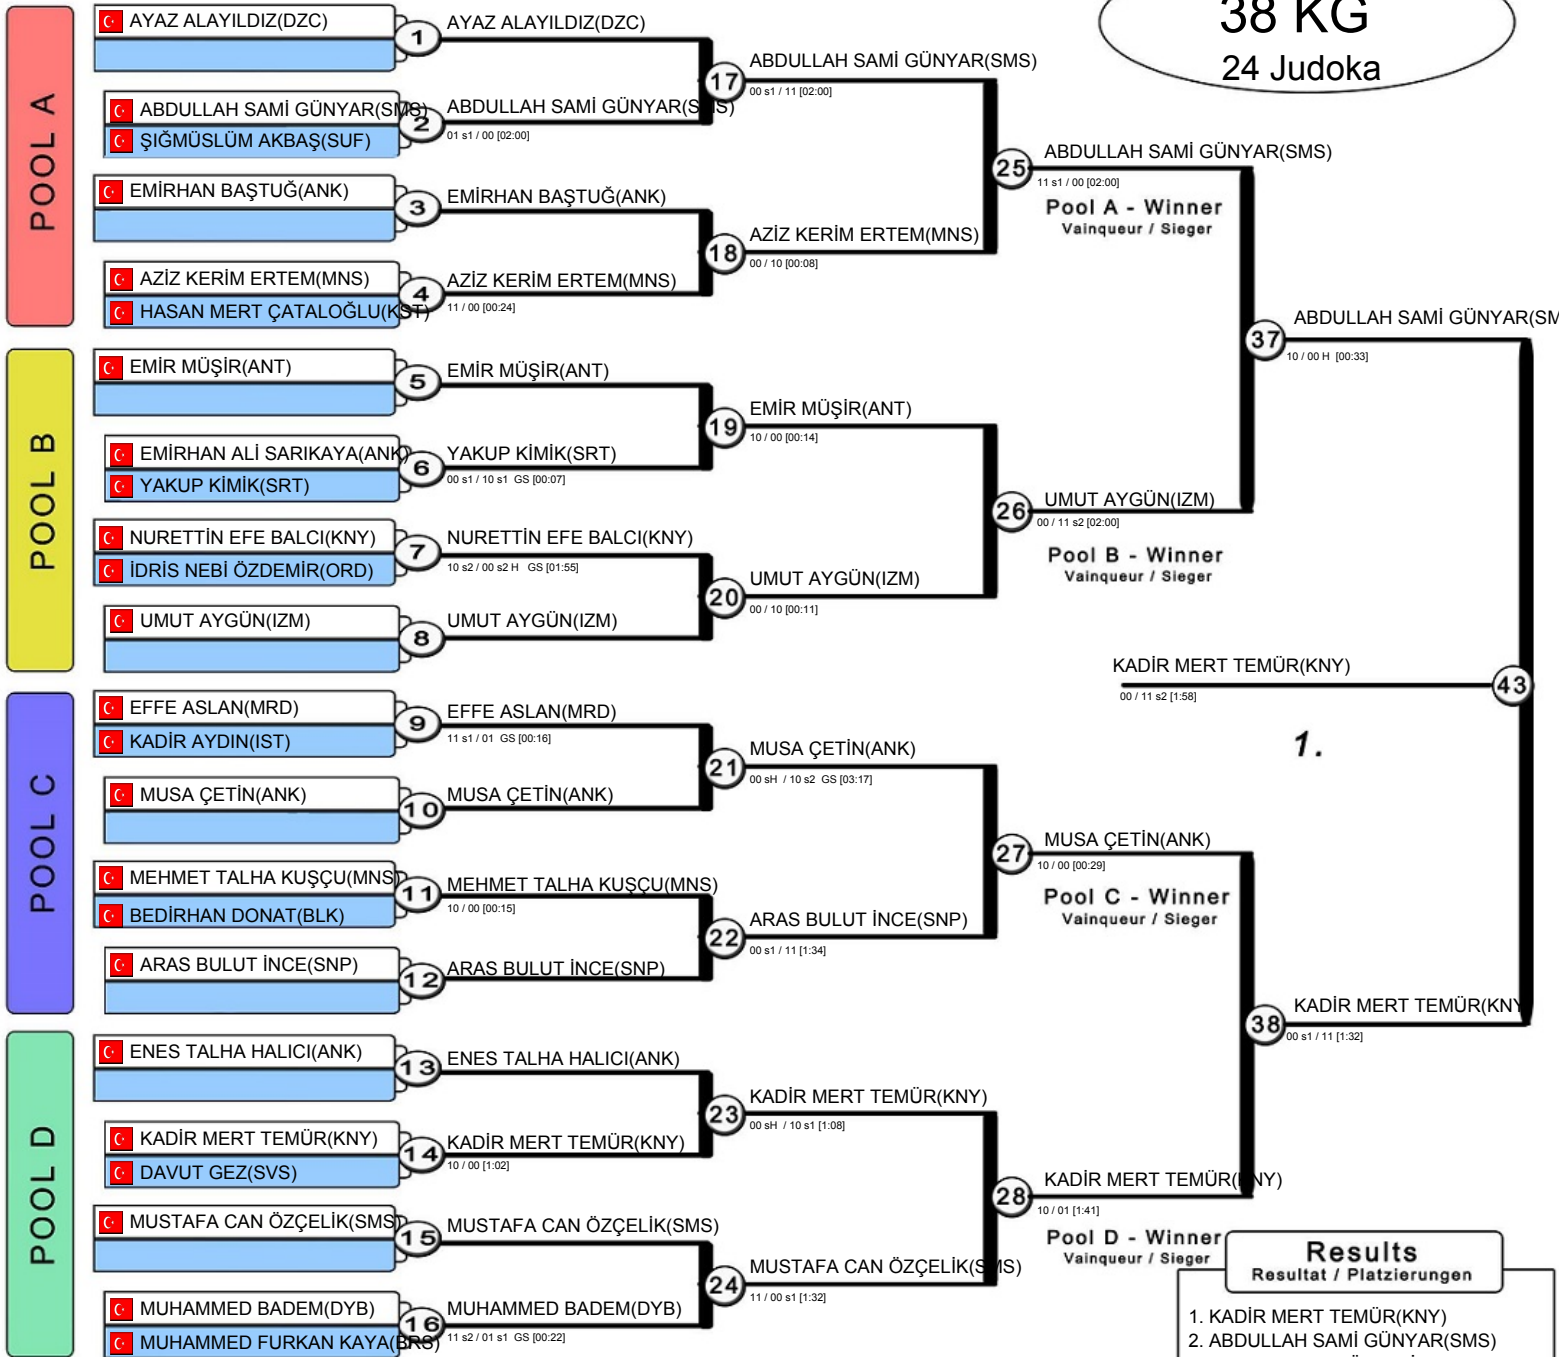 38 KG
24 Judoka
POOL A
AYAZ ALAYILDIZ(DZC)
1
ABDULLAH SAMİ GÜNYAR(SMS)
ŞIĞMÜSLÜM AKBAŞ(SUF)
2
EMİRHAN BAŞTUĞ(ANK)
3
AZİZ KERİM ERTEM(MNS)
HASAN MERT ÇATALOĞLU(KST)
4
POOL B
EMİR MÜŞİR(ANT)
5
EMİRHAN ALİ SARIKAYA(ANK)
YAKUP KİMİK(SRT)
6
NURETTİN EFE BALCI(KNY)
İDRİS NEBİ ÖZDEMİR(ORD)
7
UMUT AYGÜN(IZM)
8
POOL C
EFFE ASLAN(MRD)
KADİR AYDIN(IST)
9
MUSA ÇETİN(ANK)
10
MEHMET TALHA KUŞÇU(MNS)
BEDİRHAN DONAT(BLK)
11
ARAS BULUT İNCE(SNP)
12
POOL D
ENES TALHA HALICI(ANK)
13
KADİR MERT TEMÜR(KNY)
DAVUT GEZ(SVS)
14
MUSTAFA CAN ÖZÇELİK(SMS)
15
MUHAMMED BADEM(DYB)
MUHAMMED FURKAN KAYA(BRS)
16
AYAZ ALAYILDIZ(DZC)
ABDULLAH SAMİ GÜNYAR(SMS)
01 s1 / 00 [02:00]
17
EMİRHAN BAŞTUĞ(ANK)
AZİZ KERİM ERTEM(MNS)
11 / 00 [00:24]
18
EMİR MÜŞİR(ANT)
YAKUP KİMİK(SRT)
00 s1 / 10 s1 GS [00:07]
19
NURETTİN EFE BALCI(KNY)
10 s2 / 00 s2 H GS [01:55]
UMUT AYGÜN(IZM)
20
EFFE ASLAN(MRD)
11 s1 / 01 GS [00:16]
MUSA ÇETİN(ANK)
21
MEHMET TALHA KUŞÇU(MNS)
10 / 00 [00:15]
ARAS BULUT İNCE(SNP)
22
ENES TALHA HALICI(ANK)
KADİR MERT TEMÜR(KNY)
10 / 00 [1:02]
23
MUSTAFA CAN ÖZÇELİK(SMS)
MUHAMMED BADEM(DYB)
11 s2 / 01 s1 GS [00:22]
24
ABDULLAH SAMİ GÜNYAR(SMS)
00 s1 / 11 [02:00]
AZİZ KERİM ERTEM(MNS)
00 / 10 [00:08]
25
EMİR MÜŞİR(ANT)
10 / 00 [00:14]
UMUT AYGÜN(IZM)
00 / 10 [00:11]
26
MUSA ÇETİN(ANK)
00 sH / 10 s2 GS [03:17]
ARAS BULUT İNCE(SNP)
00 s1 / 11 [1:34]
27
KADİR MERT TEMÜR(KNY)
00 sH / 10 s1 [1:08]
MUSTAFA CAN ÖZÇELİK(SMS)
11 / 00 s1 [1:32]
28
ABDULLAH SAMİ GÜNYAR(SMS)
11 s1 / 00 [02:00]
Pool A - Winner
Vainqueur / Sieger
UMUT AYGÜN(IZM)
00 / 11 s2 [02:00]
Pool B - Winner
Vainqueur / Sieger
37
MUSA ÇETİN(ANK)
10 / 00 [00:29]
Pool C - Winner
Vainqueur / Sieger
KADİR MERT TEMÜR(KNY)
10 / 01 [1:41]
Pool D - Winner
Vainqueur / Sieger
38
ABDULLAH SAMİ GÜNYAR(SM
10 / 00 H [00:33]
KADİR MERT TEMÜR(KNY
00 s1 / 11 [1:32]
43
KADİR MERT TEMÜR(KNY)
00 / 11 s2 [1:58]
1.
Results
Resultat / Platzierungen
1. KADİR MERT TEMÜR(KNY)
2. ABDULLAH SAMİ GÜNYAR(SMS)